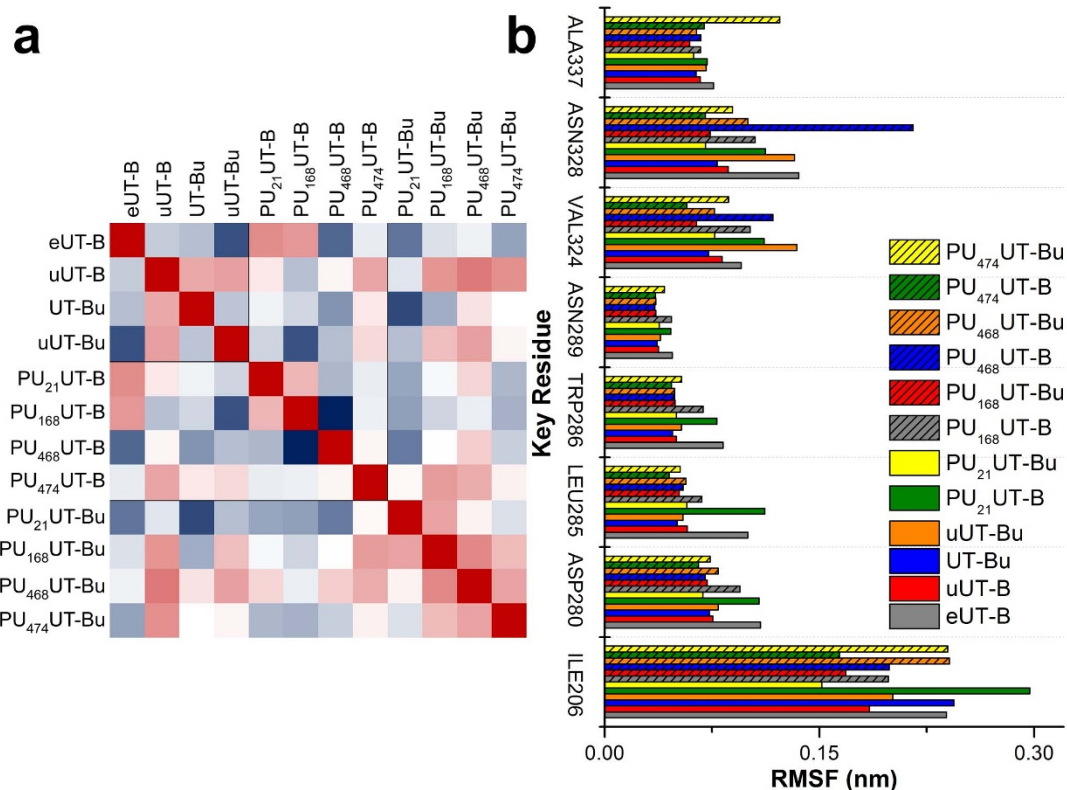 a
eUT-B
uUT-B
UT-Bu
uUT-Bu
PU₂₁UT-B
PU₁₆₈UT-B
PU₄₆₈UT-B
PU₄₇₄UT-B
PU₂₁UT-Bu
PU₁₆₈UT-Bu
PU₄₆₈UT-Bu
PU₄₇₄UT-Bu
eUT-B
uUT-B
UT-Bu
uUT-Bu
PU₂₁UT-B
PU₁₆₈UT-B
PU₄₆₈UT-B
PU₄₇₄UT-B
PU₂₁UT-Bu
PU₁₆₈UT-Bu
PU₄₆₈UT-Bu
PU₄₇₄UT-Bu
b
Key Residue
ALA337
ASN328
VAL324
ASN289
TRP286
LEU285
ASP280
ILE206
PU₄₇₄UT-Bu
PU₄₇₄UT-B
PU₄₆₈UT-Bu
PU₄₆₈UT-B
PU₁₆₈UT-Bu
PU₁₆₈UT-B
PU₂₁UT-Bu
PU₂₁UT-B
uUT-Bu
UT-Bu
uUT-B
eUT-B
0.00
0.15
0.30
RMSF (nm)